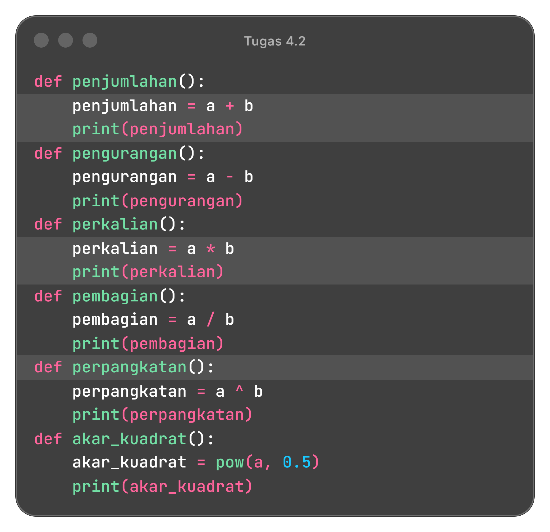 Tugas 4.2
def penjumlahan():
    penjumlahan = a + b
    print(penjumlahan)
def pengurangan():
    pengurangan = a - b
    print(pengurangan)
def perkalian():
    perkalian = a * b
    print(perkalian)
def pembagian():
    pembagian = a / b
    print(pembagian)
def perpangkatan():
    perpangkatan = a ^ b
    print(perpangkatan)
def akar_kuadrat():
    akar_kuadrat = pow(a, 0.5)
    print(akar_kuadrat)